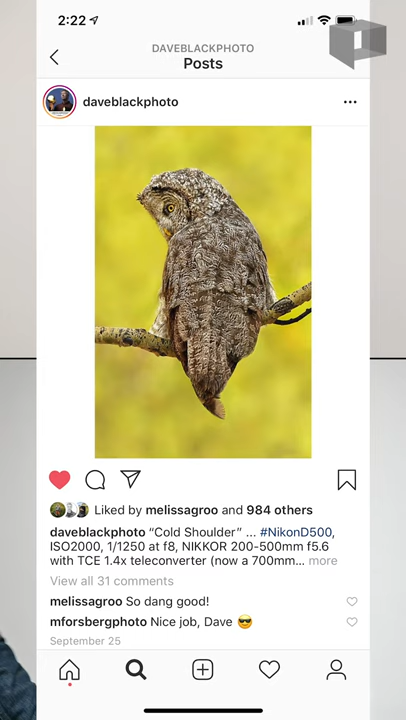 2:22
DAVEBLACKPHOTO
Posts
daveblackphoto
Liked by melissagroo and 984 others
daveblackphoto “Cold Shoulder” ... #NikonD500,
ISO2000, 1/1250 at f8, NIKKOR 200-500mm f5.6
with TCE 1.4x teleconverter (now a 700mm... more
View all 31 comments
melissagroo So dang good!
mforsbergphoto Nice job, Dave 😎
September 25